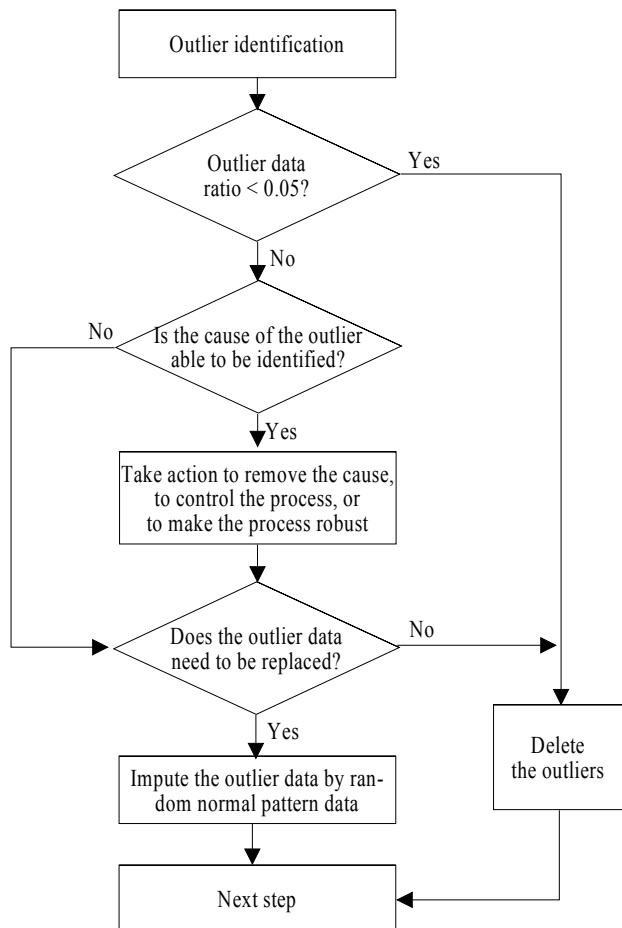 Outlier identification
Outlier data
ratio < 0.05?
Yes
No
No
Is the cause of the outlier
able to be identified?
Yes
Take action to remove the cause,
to control the process, or
to make the process robust
Does the outlier data
need to be replaced?
No
Yes
Delete
the outliers
Impute the outlier data by ran-
dom normal pattern data
Next step